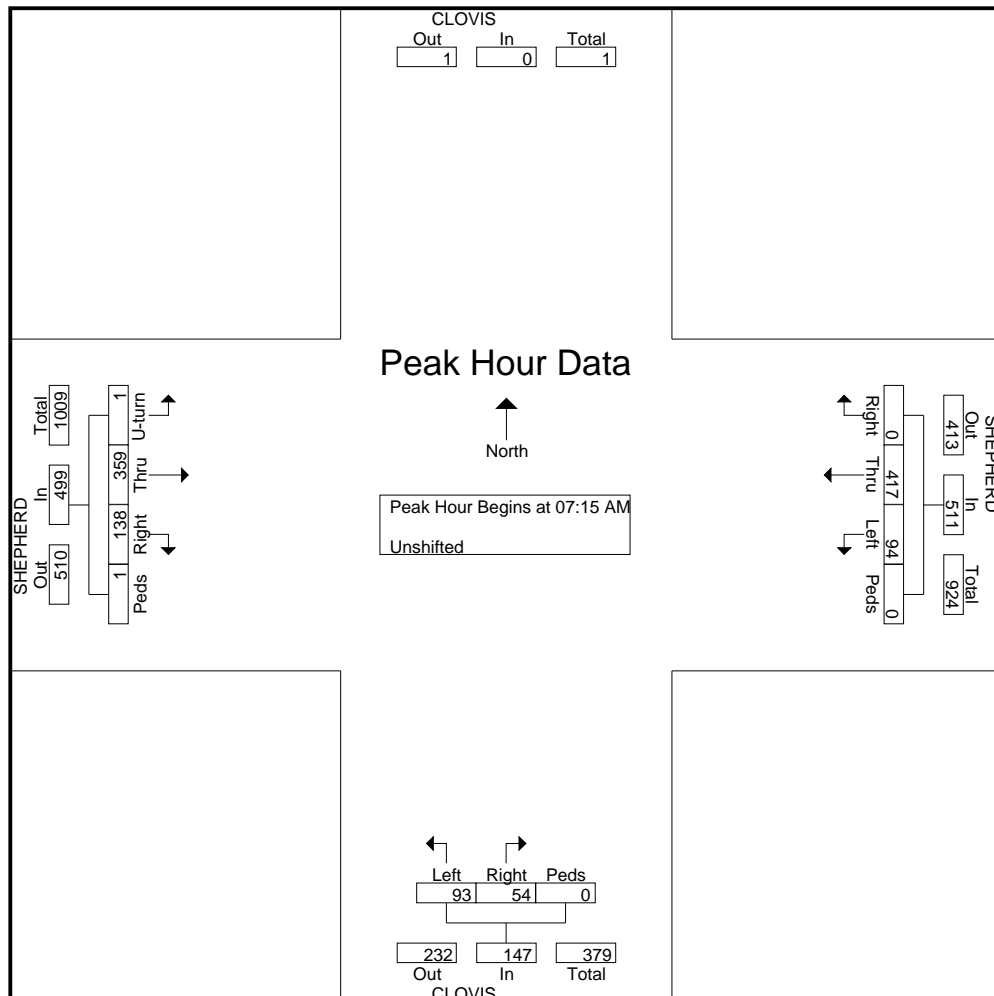 CLOVIS
Out In Total
1 0 1
Peak Hour Data
North
Peak Hour Begins at 07:15 AM
Unshifted
SHEPHERD
Out In Total
510 499 1009
1 359 138 1
U-turn Thru Right Peds
Right Thru Left Peds
0 417 94 0
413 511 924
Out In Total
SHEPHERD
Left Right Peds
93 54 0
232 147 379
Out In Total
CLOVIS